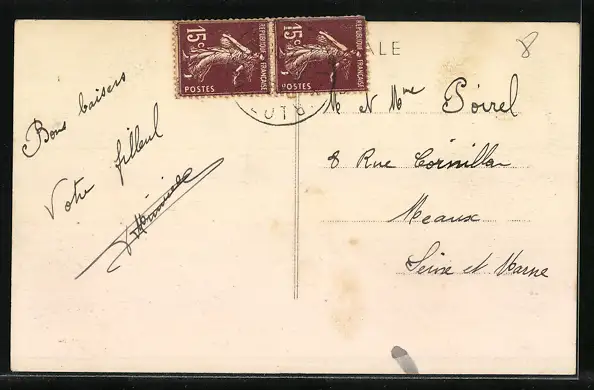 15c
REPUBLIQUE FRANÇAISE
POSTES
15c
REPUBLIQUE FRANÇAISE
POSTES
ALE
8
Bons baisers
Votre filleul
M et Mme Poirel
8 Rue Cornillon
Meaux
Seine et Marne